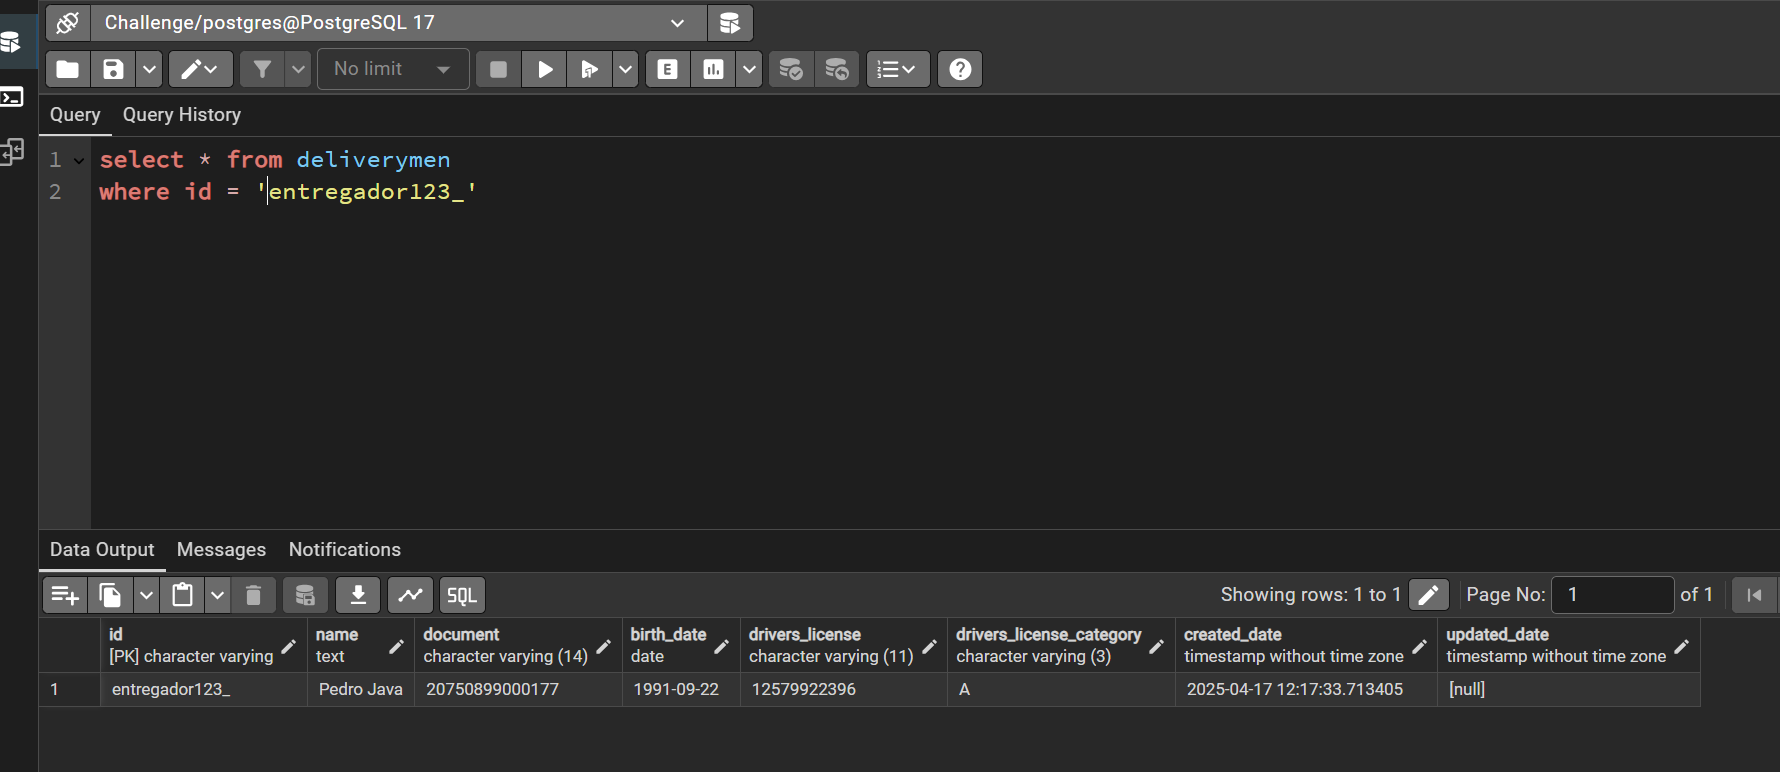 Challenge/postgres@PostgreSQL 17
No limit
E
Query Query History
1 select * from deliverymen
2 where id = 'entregador123_'
Data Output Messages Notifications
SQL Showing rows: 1 to 1 Page No: 1 of 1
id name document birth_date drivers_license drivers_license_category created_date updated_date
[PK] character varying text character varying (14) date character varying (11) character varying (3) timestamp without time zone timestamp without time zone
1 entregador123_ Pedro Java 20750899000177 1991-09-22 12579922396 A 2025-04-17 12:17:33.713405 [null]